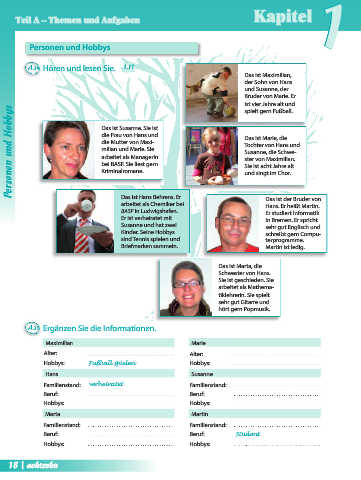 Teil A – Themen und Aufgaben
Kapitel
1
Personen und Hobbys
Personen und Hobbys
Hören und lesen Sie.
Das ist Maximilian,
der Sohn von Hans
und Susanne, der
Bruder von Marie. Er
ist vier Jahre alt und
spielt gern Fußball.
Das ist Susanne. Sie ist
die Frau von Hans und
die Mutter von Maxi-
milian und Marie. Sie
arbeitet als Managerin
bei BASF. Sie liest gern
Kriminalromane.
Das ist Marie, die
Tochter von Hans und
Susanne, die Schwes-
ter von Maximilian.
Sie ist acht Jahre alt
und singt im Chor.
Das ist Hans Behrens. Er
arbeitet als Chemiker bei
BASF in Ludwigshafen.
Er ist verheiratet mit
Susanne und hat zwei
Kinder. Seine Hobbys
sind Tennis spielen und
Briefmarken sammeln.
Das ist der Bruder von
Hans. Er heißt Martin.
Er studiert Informatik
in Bremen. Er spricht
sehr gut Englisch und
schreibt gern Compu-
terprogramme.
Martin ist ledig.
Das ist Marta, die
Schwester von Hans.
Sie ist geschieden. Sie
arbeitet als Mathema-
tiklehrerin. Sie spielt
sehr gut Gitarre und
hört gern Popmusik.
Ergänzen Sie die Informationen.
Maximilian
Alter:
Hobbys: Fußball spielen
Hans
Familienstand: verheiratet
Beruf:
Hobbys:
Marta
Familienstand:
Beruf:
Hobbys:
Marie
Alter:
Hobbys:
Susanne
Familienstand:
Beruf:
Hobbys:
Martin
Familienstand:
Beruf: Student
Hobbys:
18 | achtzehn